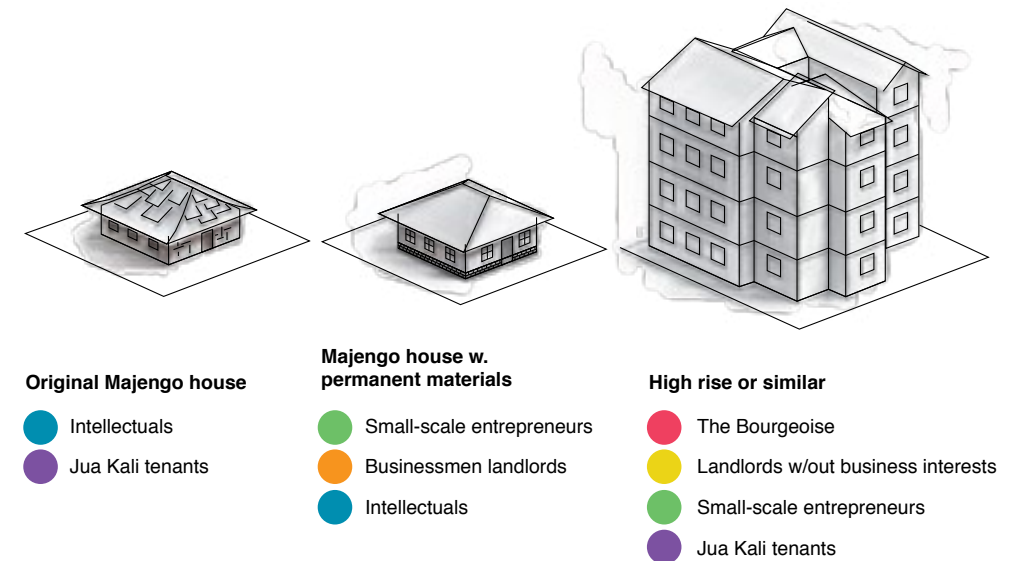 Original Majengo house
Intellectuals
Jua Kali tenants
Majengo house w.
permanent materials
Small-scale entrepreneurs
Businessmen landlords
Intellectuals
High rise or similar
The Bourgeoise
Landlords w/out business interests
Small-scale entrepreneurs
Jua Kali tenants